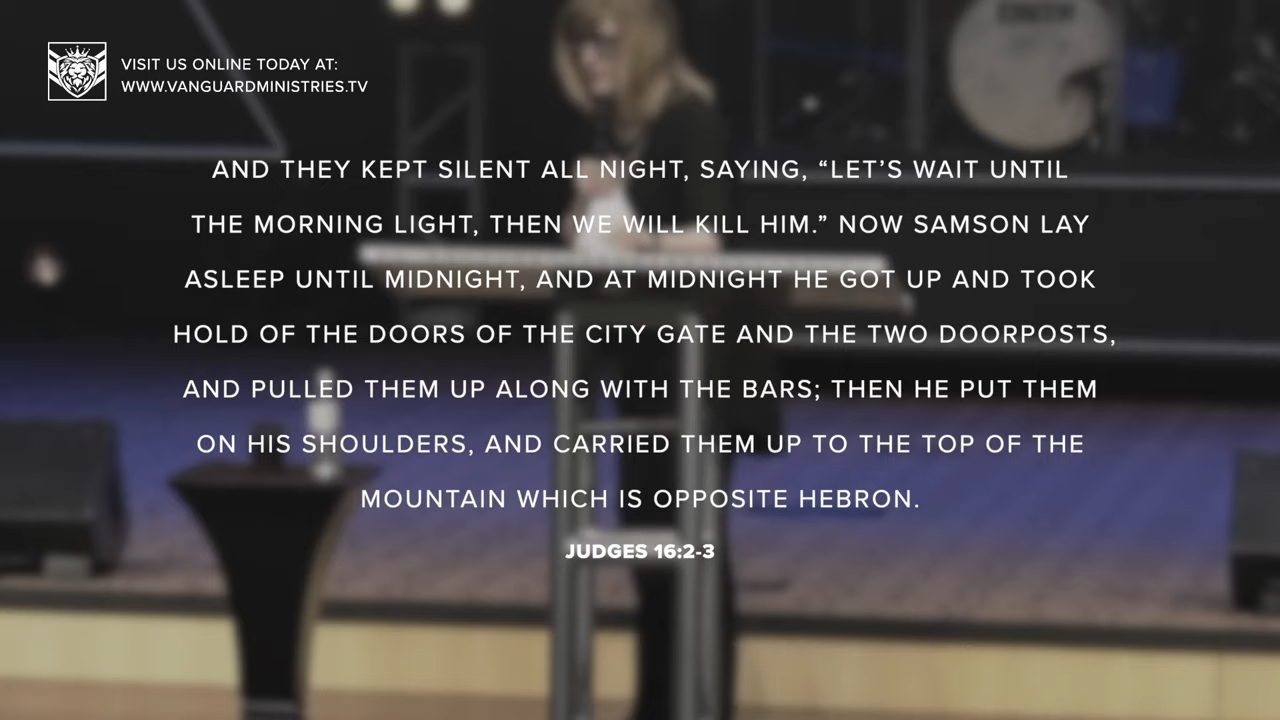 VISIT US ONLINE TODAY AT:
WWW.VANGUARDMINISTRIES.TV
AND THEY KEPT SILENT ALL NIGHT, SAYING, “LET’S WAIT UNTIL
THE MORNING LIGHT, THEN WE WILL KILL HIM.” NOW SAMSON LAY
ASLEEP UNTIL MIDNIGHT, AND AT MIDNIGHT HE GOT UP AND TOOK
HOLD OF THE DOORS OF THE CITY GATE AND THE TWO DOORPOSTS,
AND PULLED THEM UP ALONG WITH THE BARS; THEN HE PUT THEM
ON HIS SHOULDERS, AND CARRIED THEM UP TO THE TOP OF THE
MOUNTAIN WHICH IS OPPOSITE HEBRON.
JUDGES 16:2-3